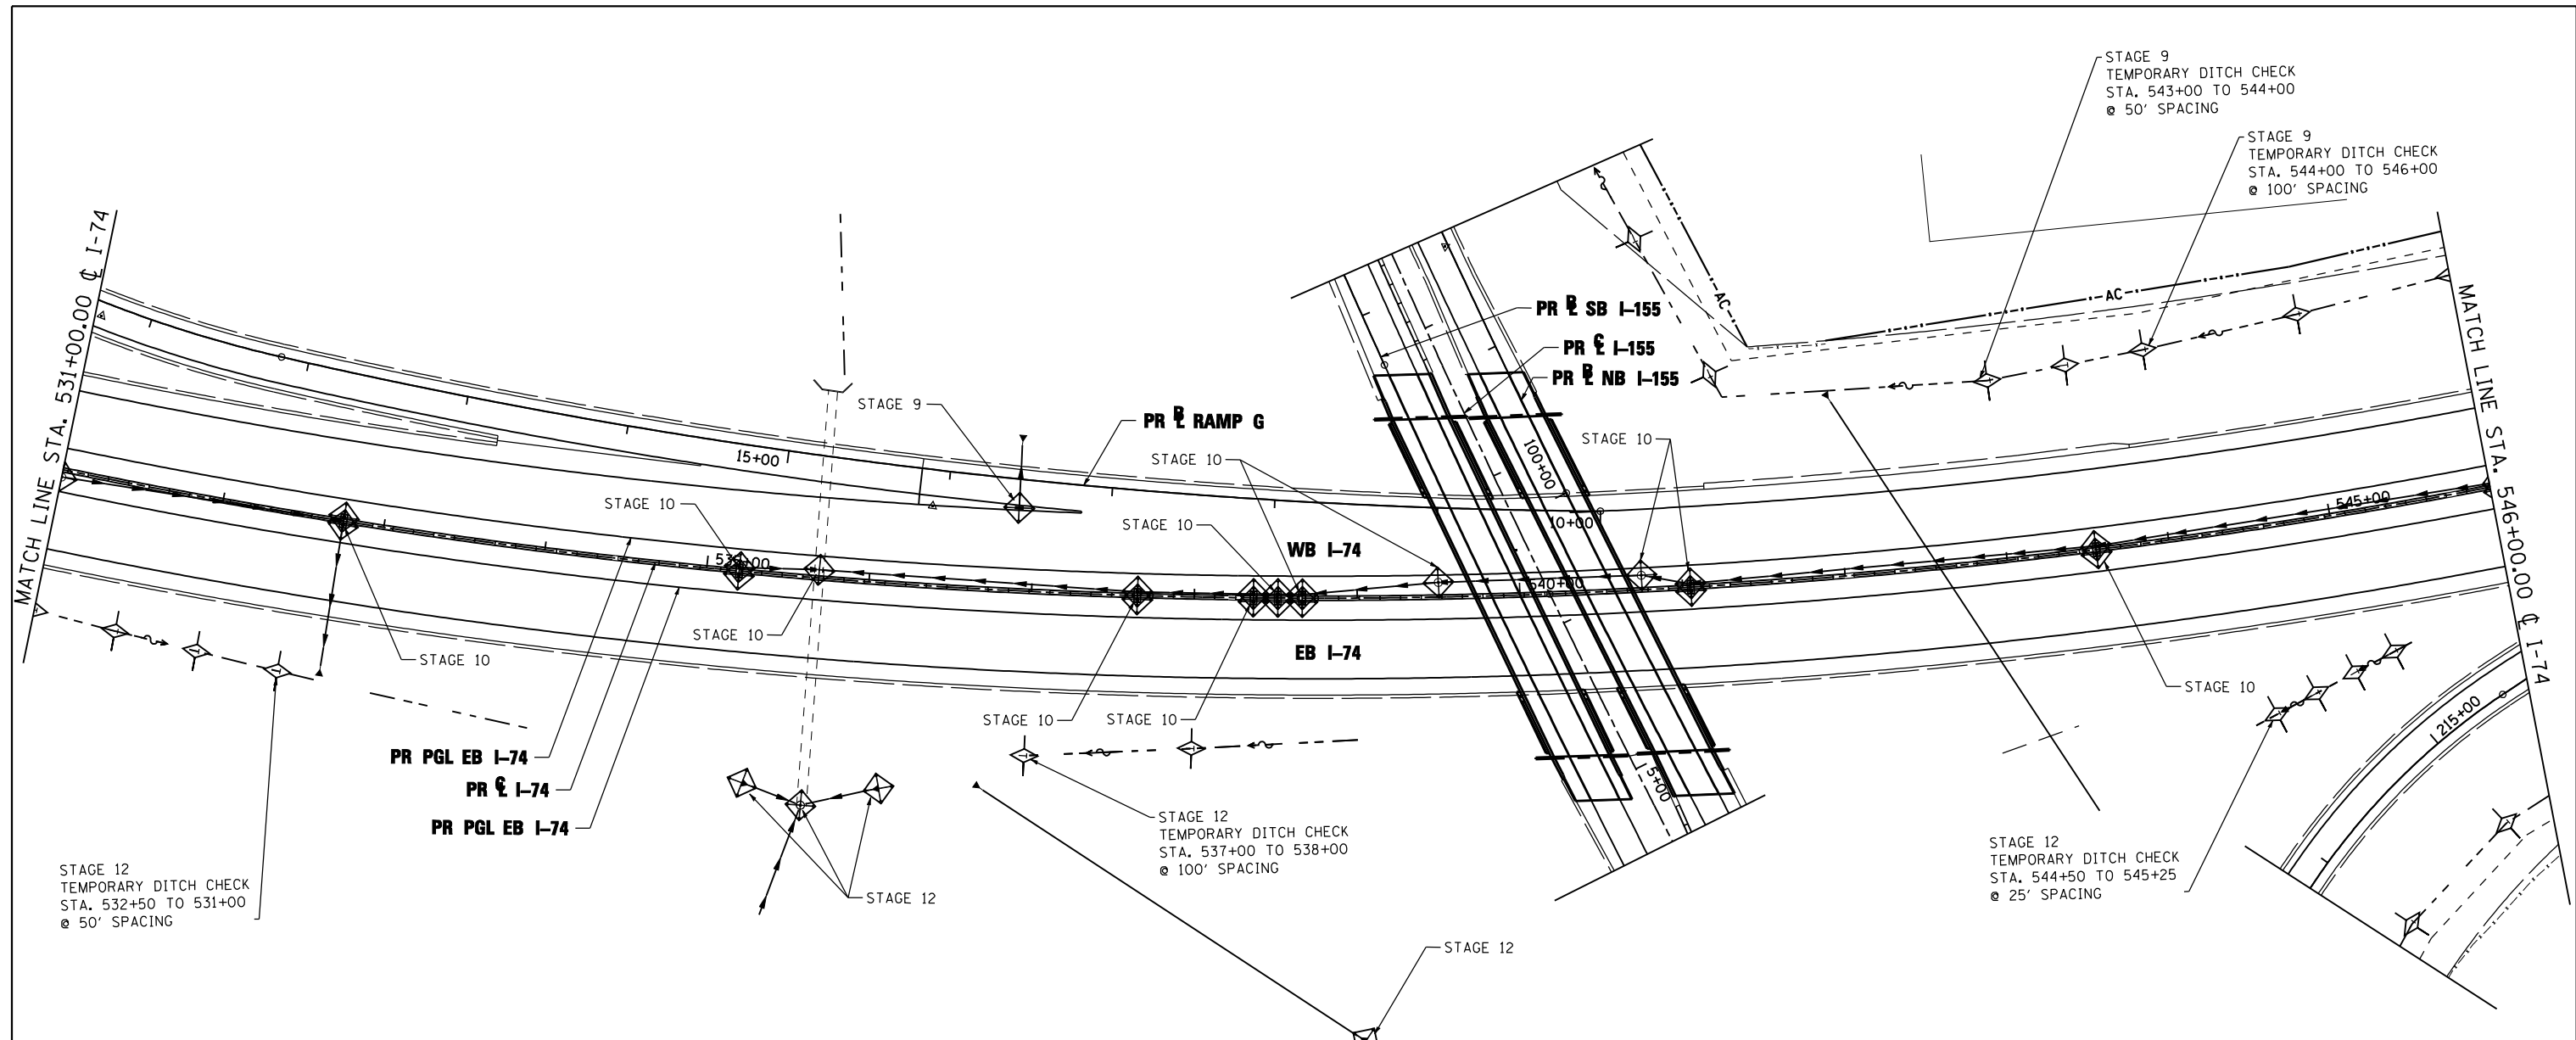 STAGE 9
TEMPORARY DITCH CHECK
STA. 543+00 TO 544+00
@ 50' SPACING
STAGE 9
TEMPORARY DITCH CHECK
STA. 544+00 TO 546+00
@ 100' SPACING
MATCH LINE STA. 531+00.00 ℄ I-74
MATCH LINE STA. 546+00.00 ℄ I-74
AC
AC
PR ⅊ SB I-155
PR ℄ I-155
PR ⅊ NB I-155
STAGE 9
PR ⅊ RAMP G
15+00
STAGE 10
STAGE 10
100+00
STAGE 10
STAGE 10
10+00
545+00
WB I-74
540+00
STAGE 10
STAGE 10
EB I-74
STAGE 10
STAGE 10
STAGE 10
STAGE 10
215+00
5+00
PR PGL EB I-74
PR ℄ I-74
PR PGL EB I-74
STAGE 12
TEMPORARY DITCH CHECK
STA. 537+00 TO 538+00
@ 100' SPACING
STAGE 12
TEMPORARY DITCH CHECK
STA. 544+50 TO 545+25
@ 25' SPACING
STAGE 12
TEMPORARY DITCH CHECK
STA. 532+50 TO 531+00
@ 50' SPACING
STAGE 12
STAGE 12